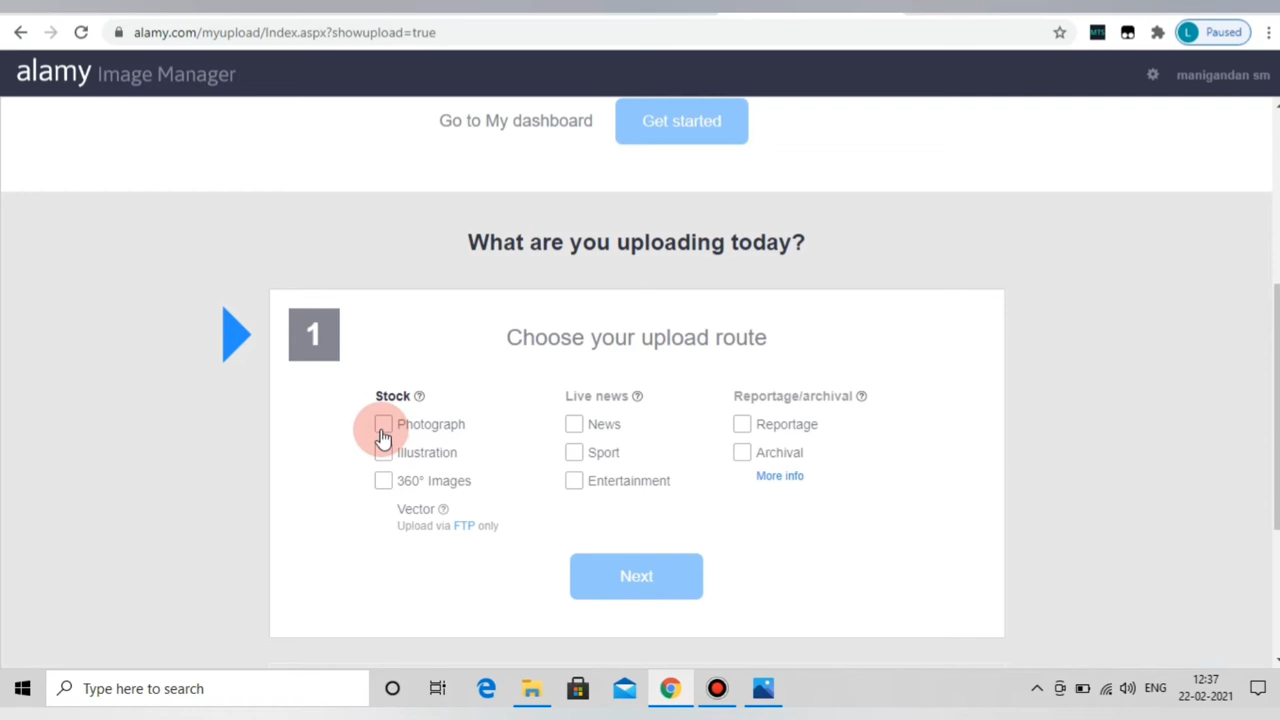 alamy.com/myupload/Index.aspx?showupload=true
MTS
L Paused
alamy Image Manager
manigandan sm
Go to My dashboard
Get started
What are you uploading today?
1
Choose your upload route
Stock ?
Live news ?
Reportage/archival ?
Photograph
News
Reportage
Illustration
Sport
Archival
More info
360° Images
Entertainment
Vector ?
Upload via FTP only
Next
Type here to search
ENG
12:37
22-02-2021